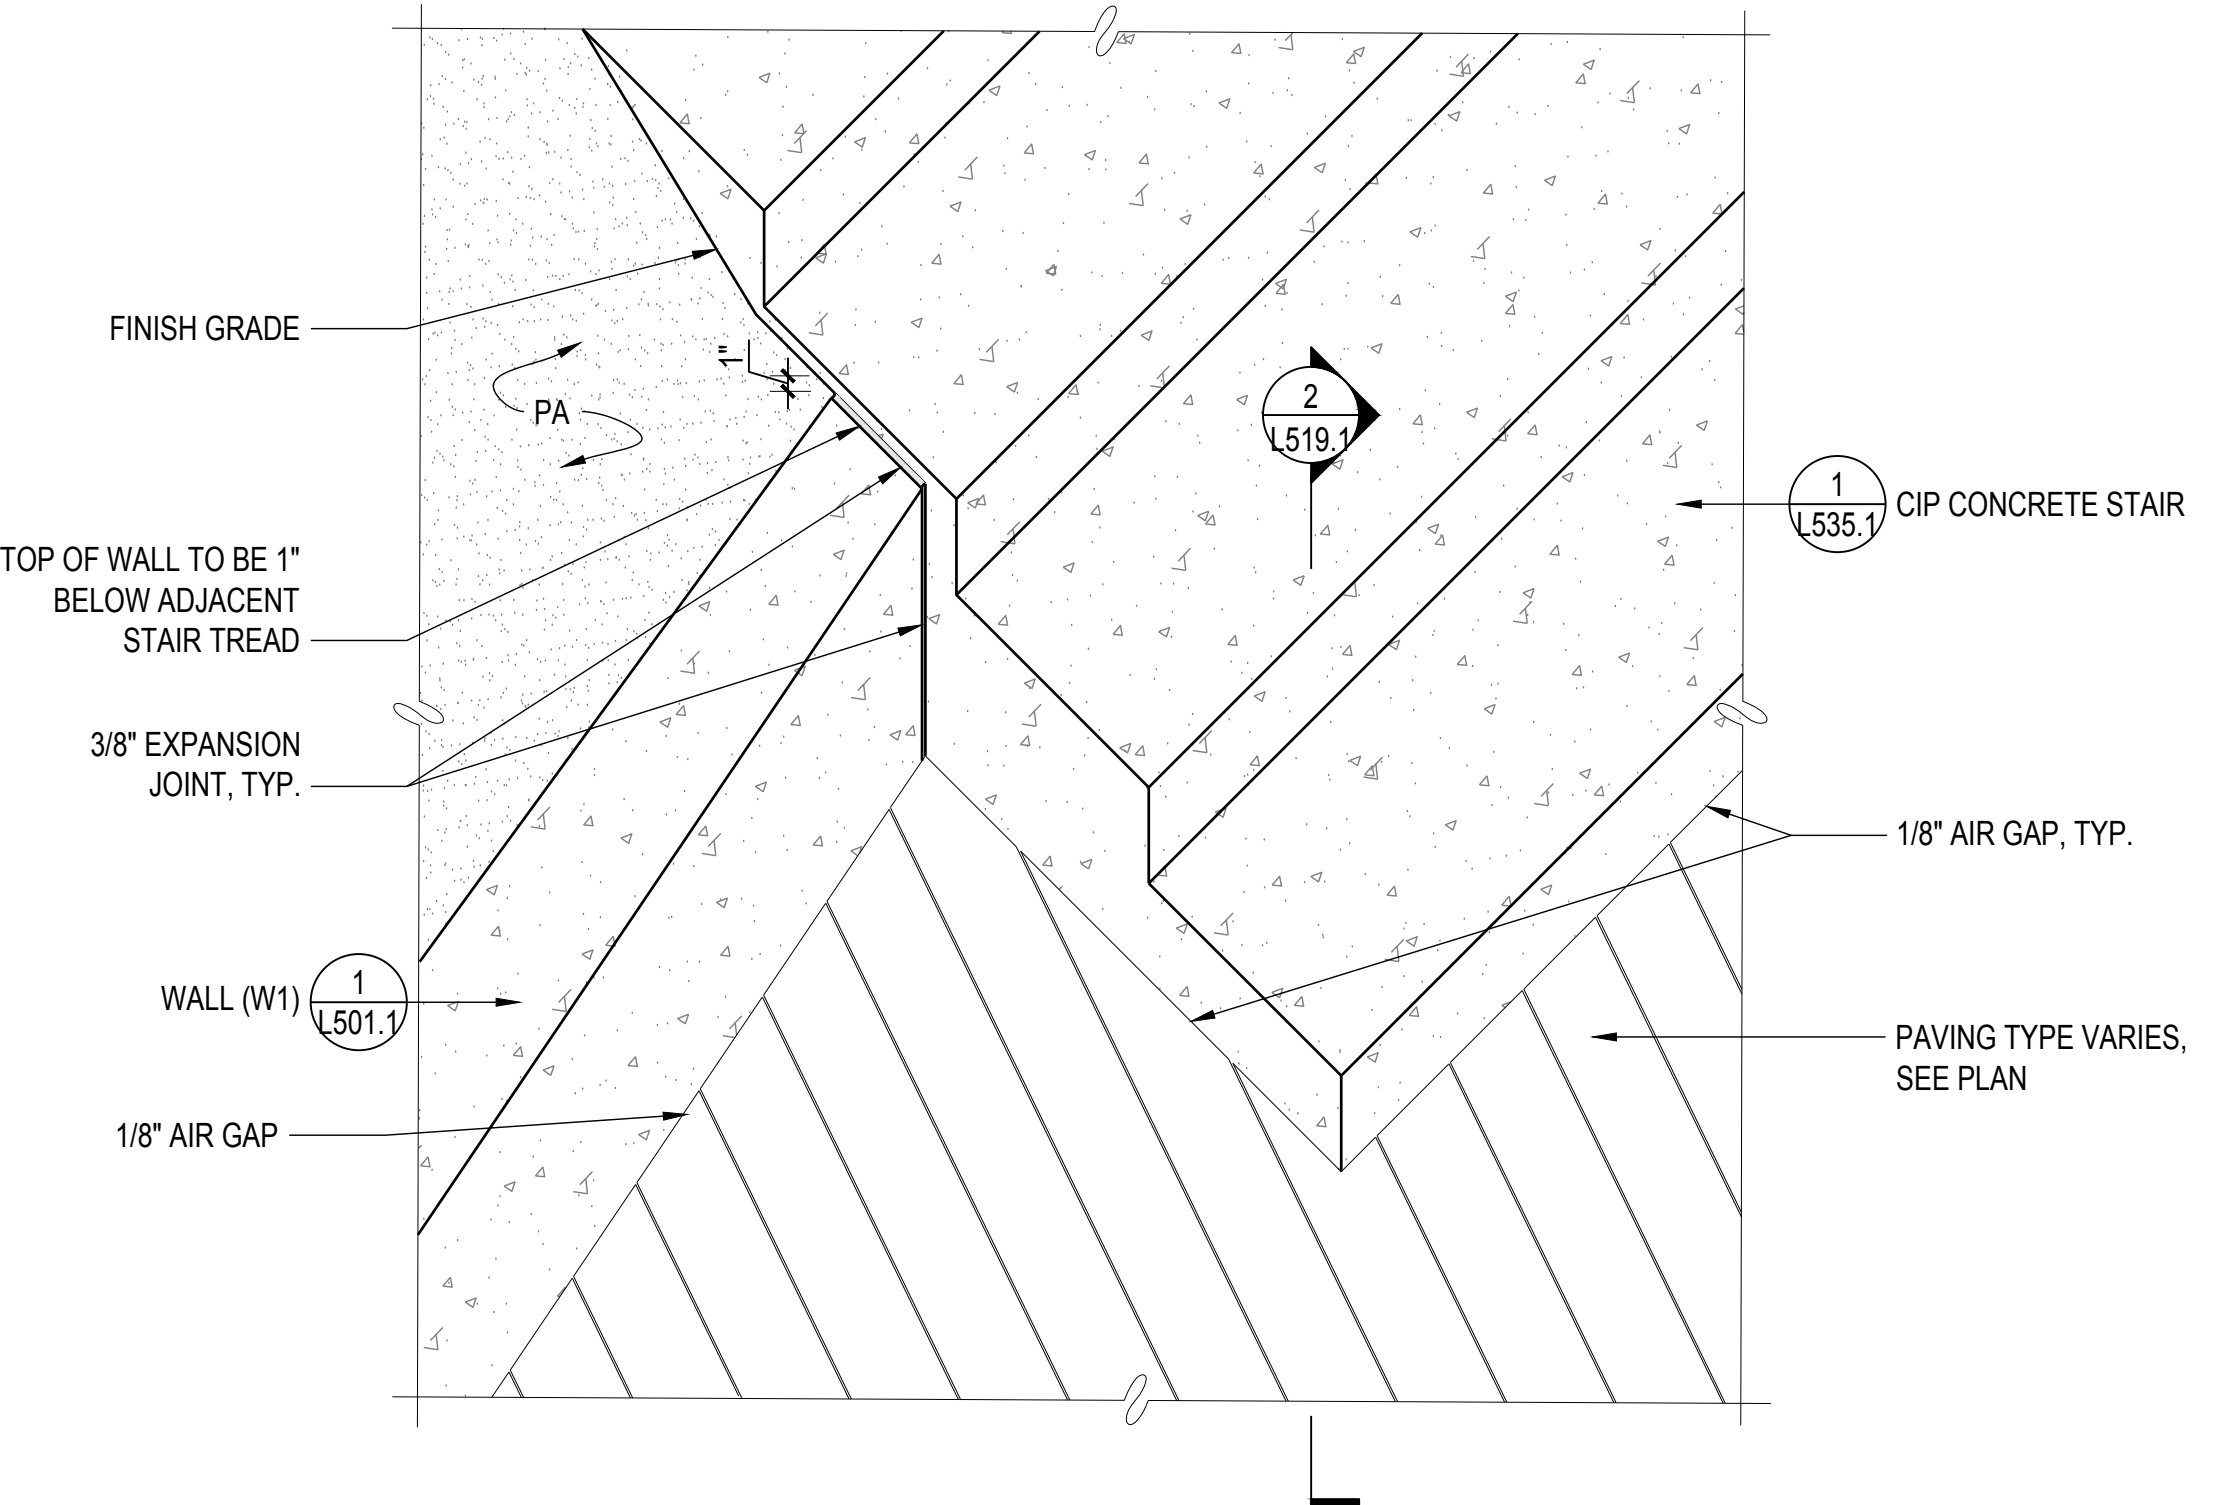 FINISH GRADE
1"
PA
2
L519.1
1
L535.1
CIP CONCRETE STAIR
TOP OF WALL TO BE 1"
BELOW ADJACENT
STAIR TREAD
3/8" EXPANSION
JOINT, TYP.
1/8" AIR GAP, TYP.
WALL (W1)
1
L501.1
PAVING TYPE VARIES,
SEE PLAN
1/8" AIR GAP